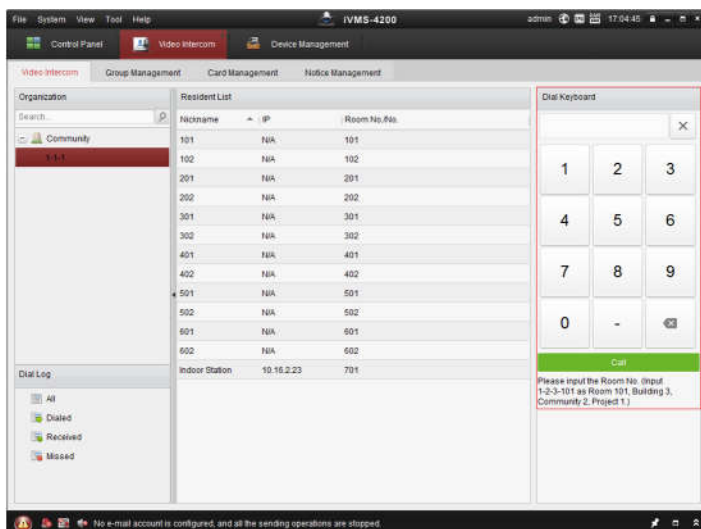 File System View Tool Help iVMS-4200 admin 17:04:45
Control Panel Video Intercom Device Management
Video Intercom Group Management Card Management Notice Management
Organization Resident List Dial Keyboard
Search... Nickname IP Room No./No.
Community
1-1-1
101 N/A 101
102 N/A 102
201 N/A 201
202 N/A 202
301 N/A 301
302 N/A 302
401 N/A 401
402 N/A 402
501 N/A 501
502 N/A 502
601 N/A 601
602 N/A 602
Indoor Station 10.16.2.23 701
1 2 3
4 5 6
7 8 9
0 -
Call
Please input the Room No. (Input
1-2-3-101 as Room 101, Building 3,
Community 2, Project 1.)
Dial Log
All
Dialed
Received
Missed
No e-mail account is configured, and all the sending operations are stopped.